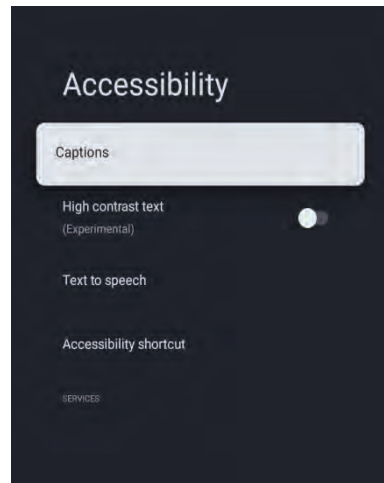 Accessibility
Captions
High contrast text
(Experimental)
Text to speech
Accessibility shortcut
SERVICES